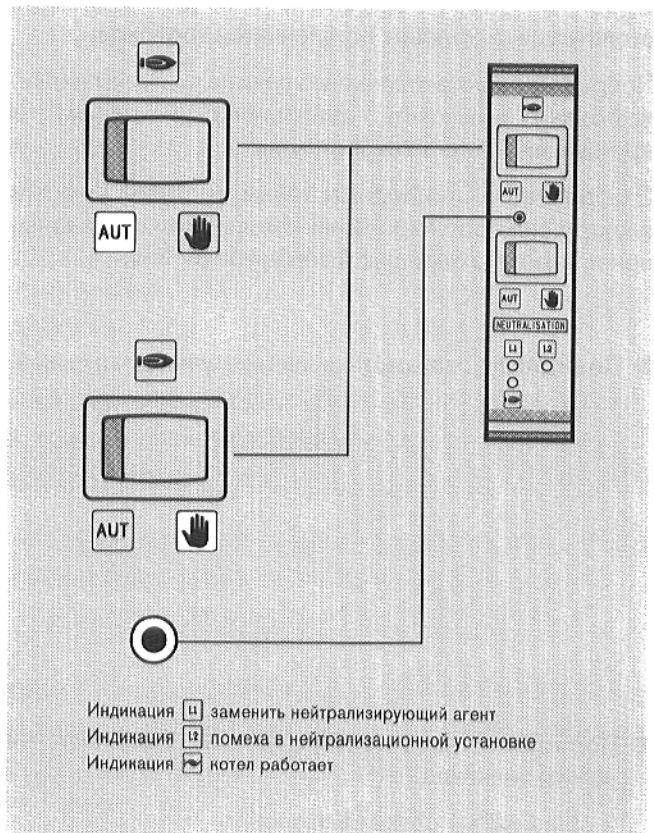 AUT
AUT
AUT
AUT
NEUTRALISATION
L1 L2
Индикация L1 заменить нейтрализирующий агент
Индикация L2 помеха в нейтрализационной установке
Индикация котел работает